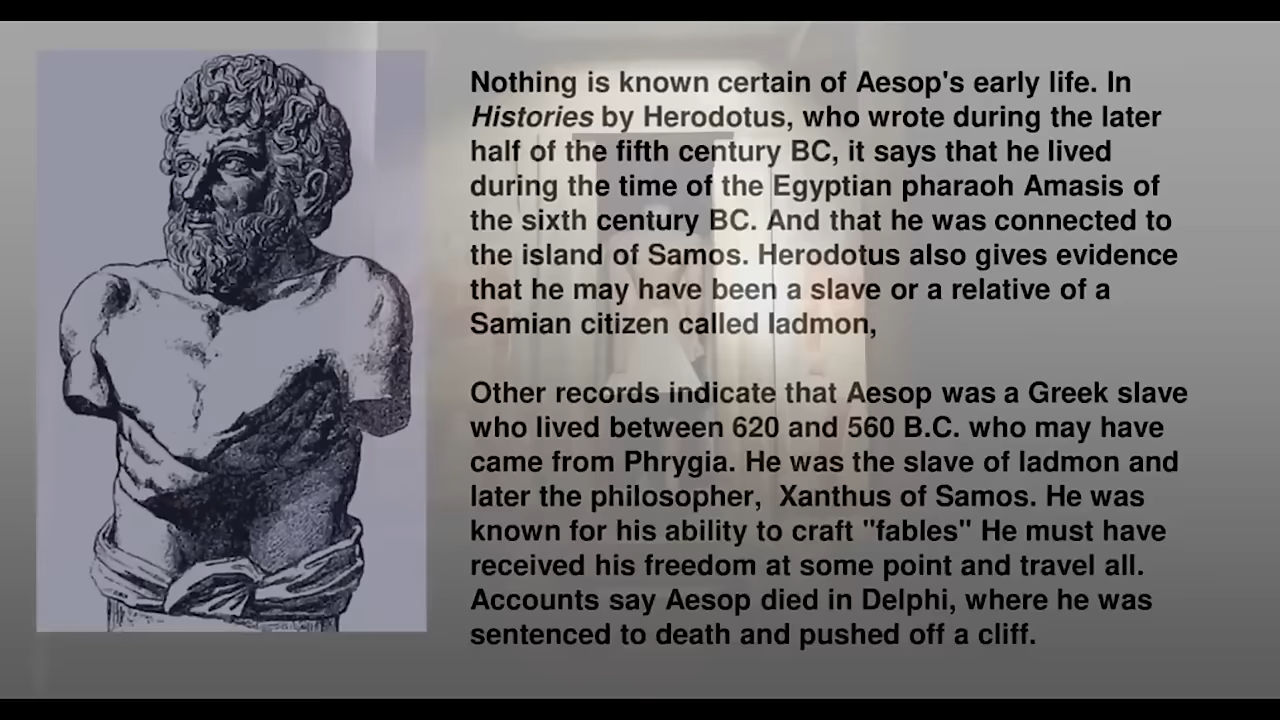 Nothing is known certain of Aesop's early life. In
Histories by Herodotus, who wrote during the later
half of the fifth century BC, it says that he lived
during the time of the Egyptian pharaoh Amasis of
the sixth century BC. And that he was connected to
the island of Samos. Herodotus also gives evidence
that he may have been a slave or a relative of a
Samian citizen called Iadmon,
Other records indicate that Aesop was a Greek slave
who lived between 620 and 560 B.C. who may have
came from Phrygia. He was the slave of Iadmon and
later the philosopher,  Xanthus of Samos. He was
known for his ability to craft "fables" He must have
received his freedom at some point and travel all.
Accounts say Aesop died in Delphi, where he was
sentenced to death and pushed off a cliff.